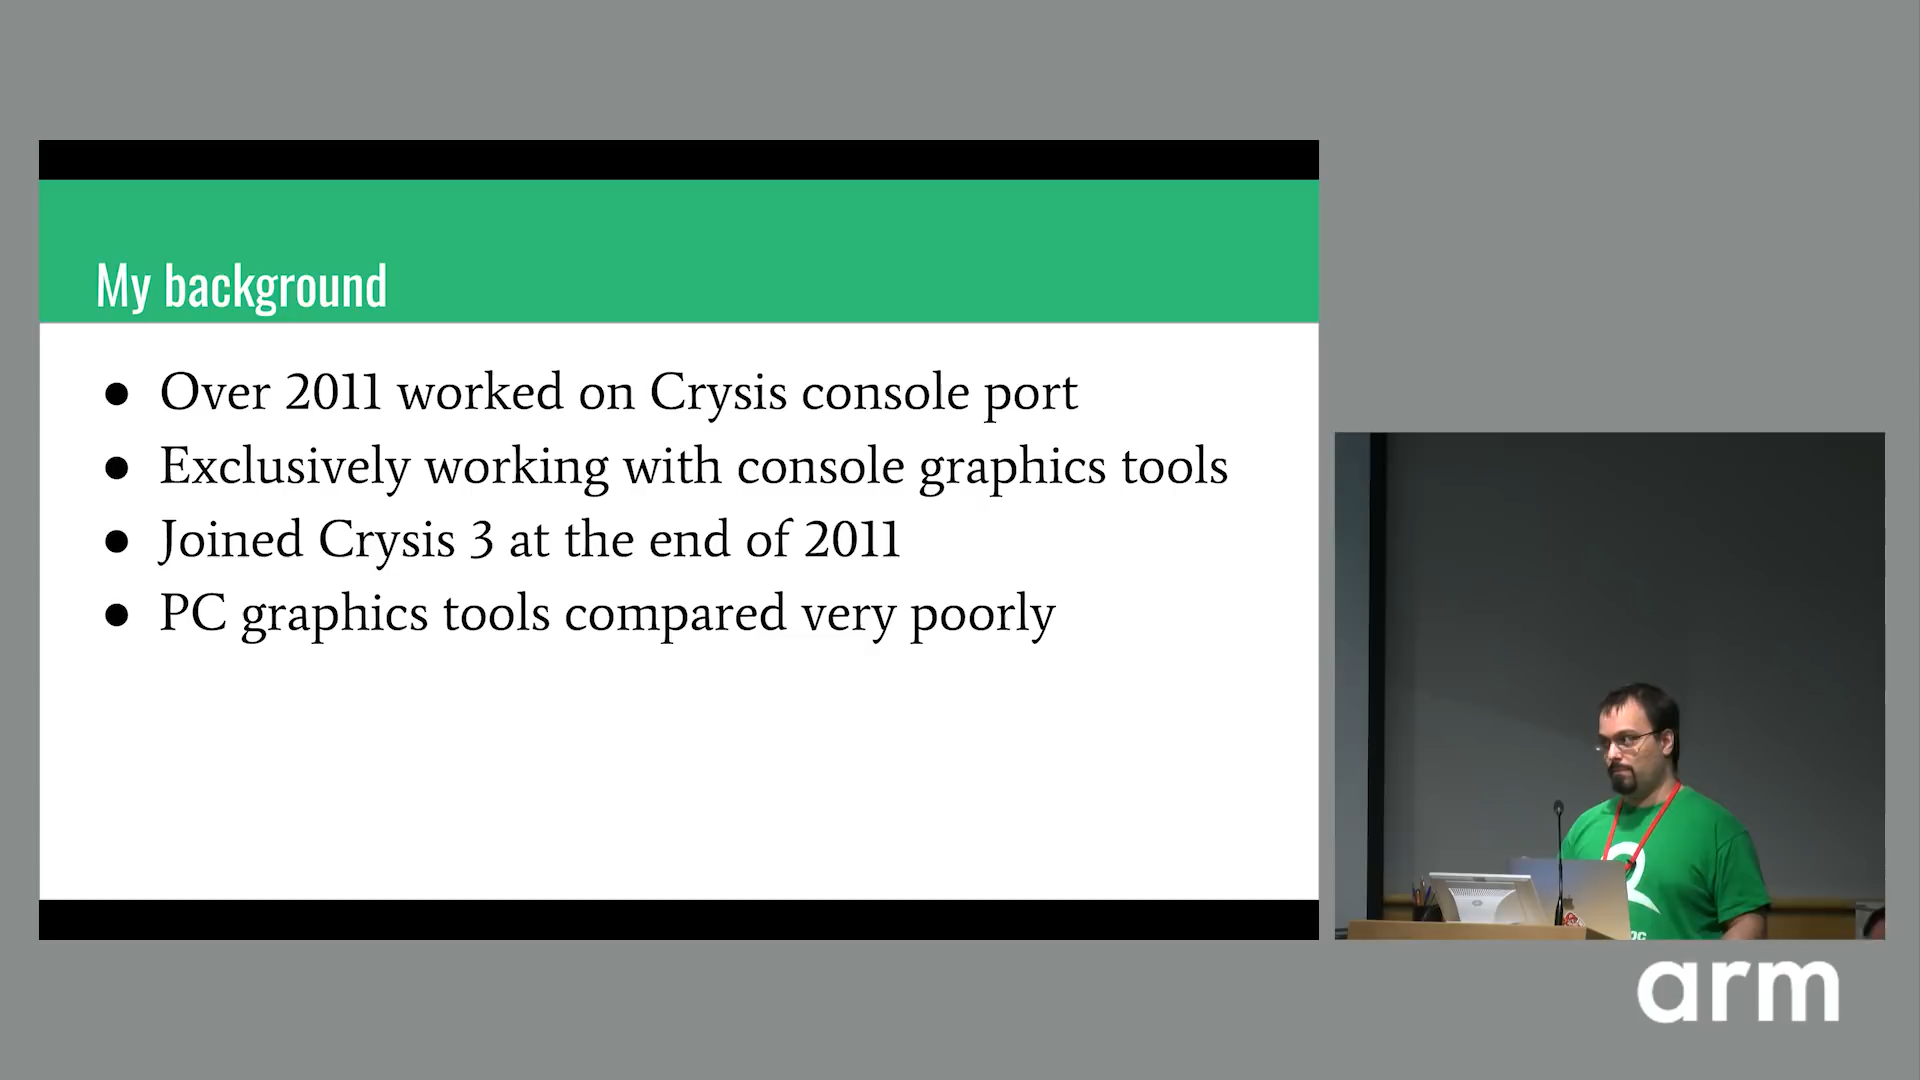 My background
● Over 2011 worked on Crysis console port
● Exclusively working with console graphics tools
● Joined Crysis 3 at the end of 2011
● PC graphics tools compared very poorly
arm